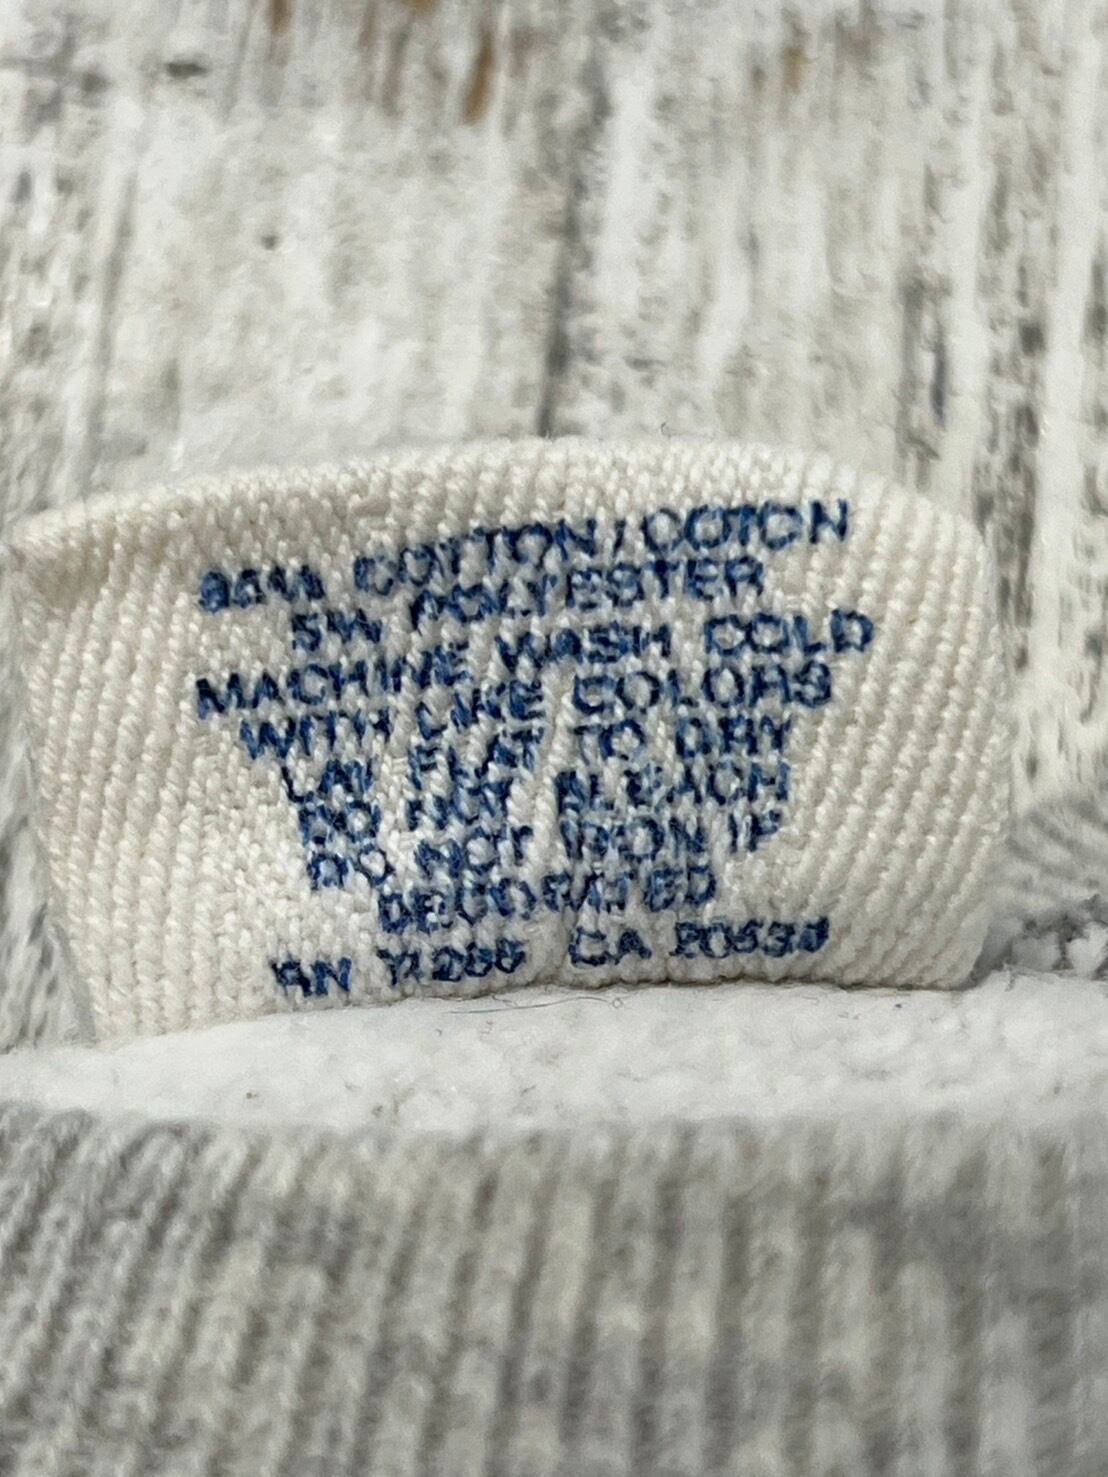 95% COTTON / COTON
5% POLYESTER
MACHINE WASH COLD
WITH LIKE COLORS
LAY FLAT TO DRY
DO NOT BLEACH
DO NOT IRON IF
DECORATED
RN CA